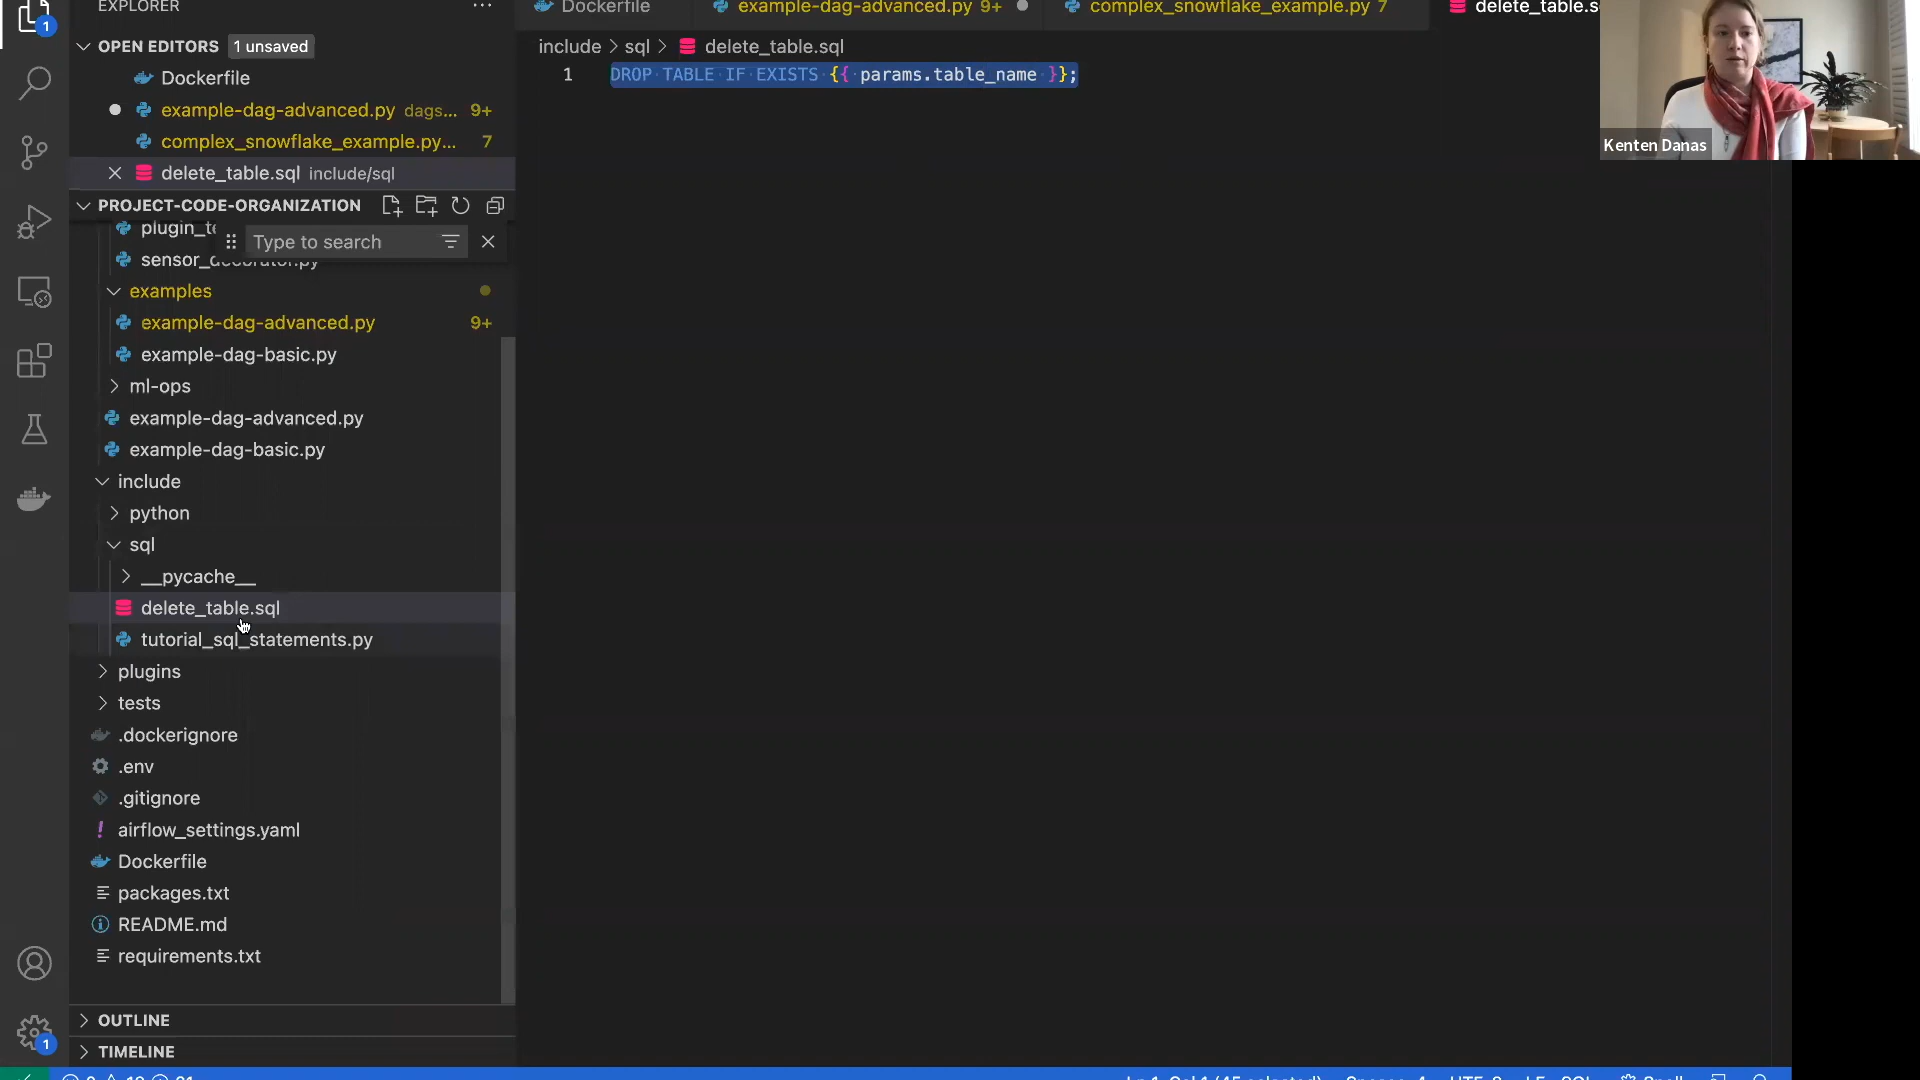 EXPLORER
Dockerfile
example-dag-advanced.py 9+
complex_snowflake_example.py 7
delete_table.s
OPEN EDITORS 1 unsaved
include > sql > delete_table.sql
Dockerfile
1 DROP TABLE IF EXISTS {{ params.table_name }};
example-dag-advanced.py dags... 9+
complex_snowflake_example.py... 7
delete_table.sql include/sql
Kenten Danas
PROJECT-CODE-ORGANIZATION
Type to search
examples
example-dag-advanced.py 9+
example-dag-basic.py
ml-ops
example-dag-advanced.py
example-dag-basic.py
include
python
sql
__pycache__
delete_table.sql
tutorial_sql_statements.py
plugins
tests
.dockerignore
.env
.gitignore
airflow_settings.yaml
Dockerfile
packages.txt
README.md
requirements.txt
OUTLINE
1
TIMELINE